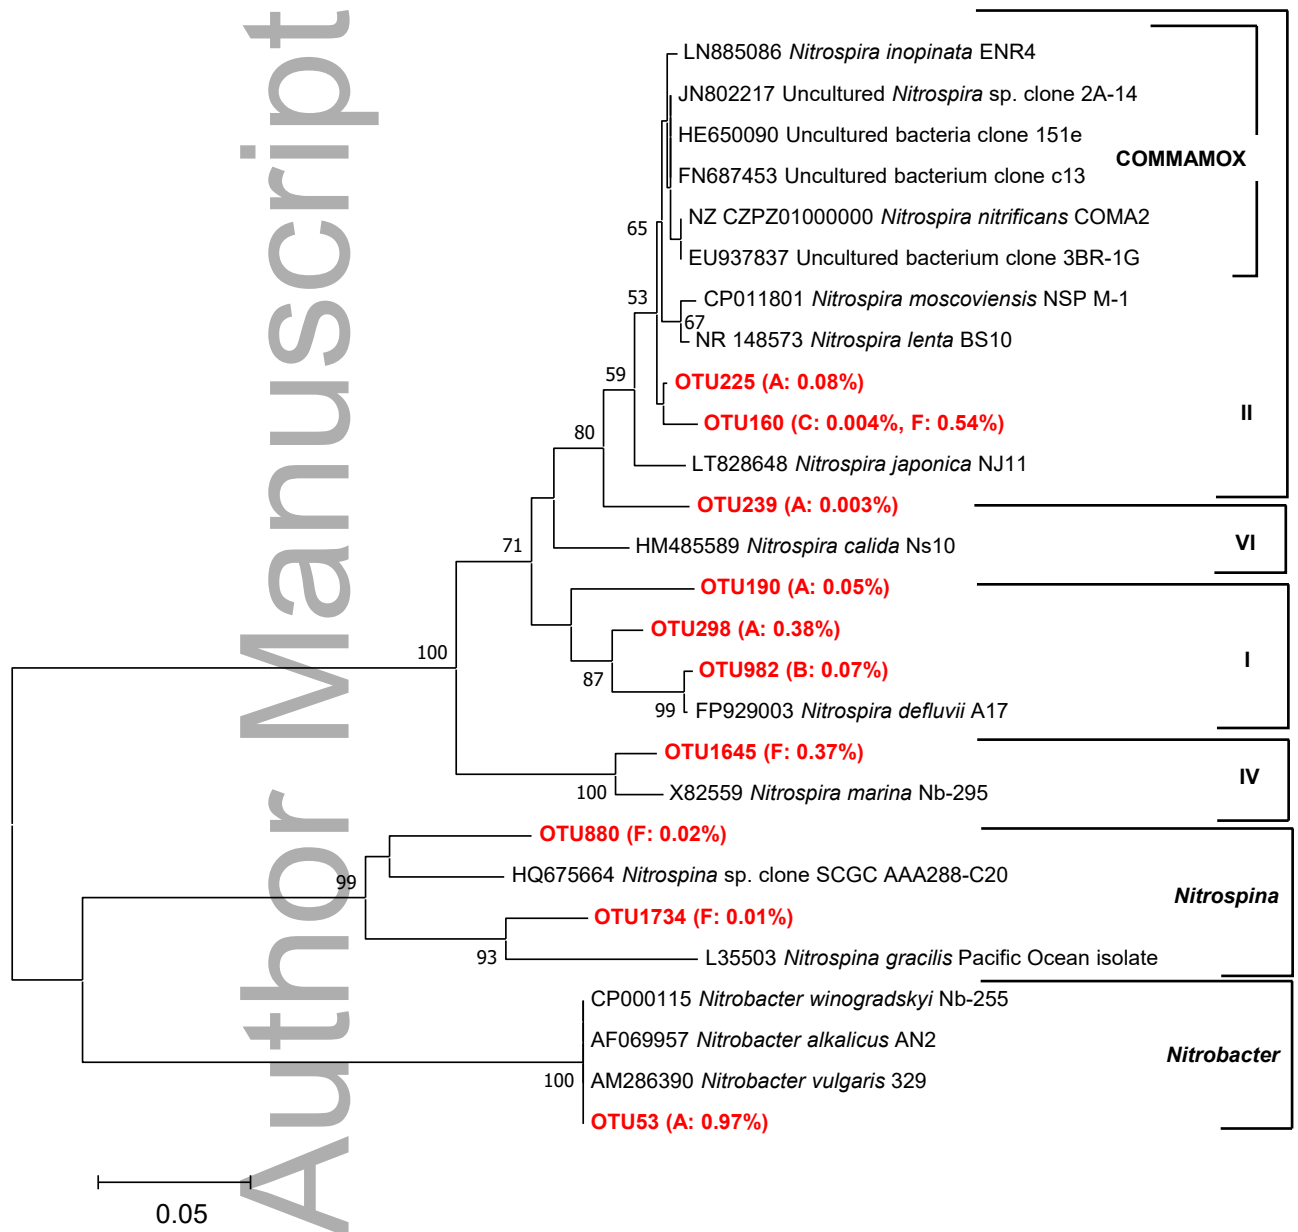 Author Manuscript
LN885086 Nitrospira inopinata ENR4
JN802217 Uncultured Nitrospira sp. clone 2A-14
HE650090 Uncultured bacteria clone 151e
COMMAMOX
FN687453 Uncultured bacterium clone c13
NZ CZPZ01000000 Nitrospira nitrificans COMA2
65
EU937837 Uncultured bacterium clone 3BR-1G
53
CP011801 Nitrospira moscoviensis NSP M-1
67
NR 148573 Nitrospira lenta BS10
59
OTU225 (A: 0.08%)
II
OTU160 (C: 0.004%, F: 0.54%)
80
LT828648 Nitrospira japonica NJ11
OTU239 (A: 0.003%)
71
HM485589 Nitrospira calida Ns10
VI
OTU190 (A: 0.05%)
OTU298 (A: 0.38%)
100
I
87
OTU982 (B: 0.07%)
99
FP929003 Nitrospira defluvii A17
OTU1645 (F: 0.37%)
IV
100
X82559 Nitrospira marina Nb-295
OTU880 (F: 0.02%)
99
HQ675664 Nitrospina sp. clone SCGC AAA288-C20
Nitrospina
OTU1734 (F: 0.01%)
93
L35503 Nitrospina gracilis Pacific Ocean isolate
CP000115 Nitrobacter winogradskyi Nb-255
AF069957 Nitrobacter alkalicus AN2
Nitrobacter
100
AM286390 Nitrobacter vulgaris 329
OTU53 (A: 0.97%)
0.05